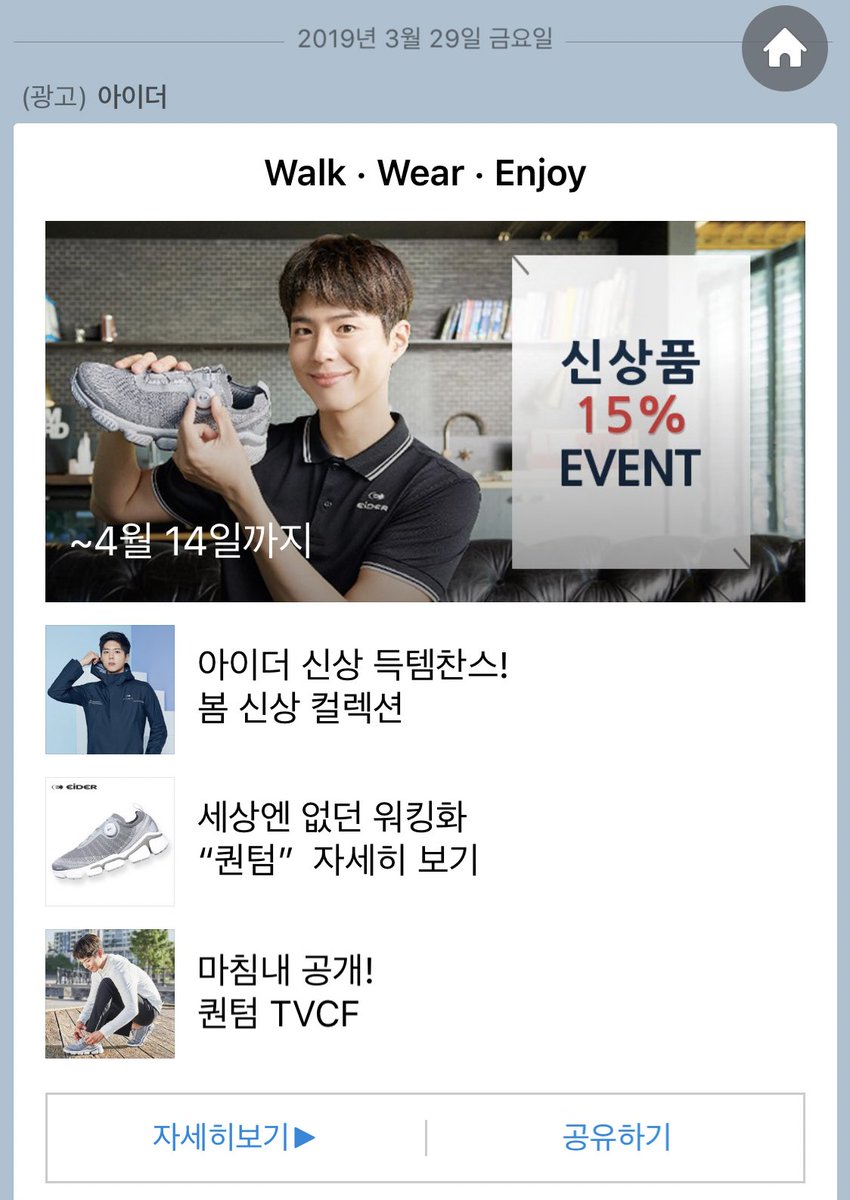 2019년 3월 29일 금요일
(광고) 아이더
Walk · Wear · Enjoy
신상품
15%
EVENT
EIDER
~4월 14일까지
아이더 신상 득템찬스!
봄 신상 컬렉션
EIDER
세상엔 없던 워킹화
“퀀텀” 자세히 보기
마침내 공개!
퀀텀 TVCF
자세히보기▶
공유하기